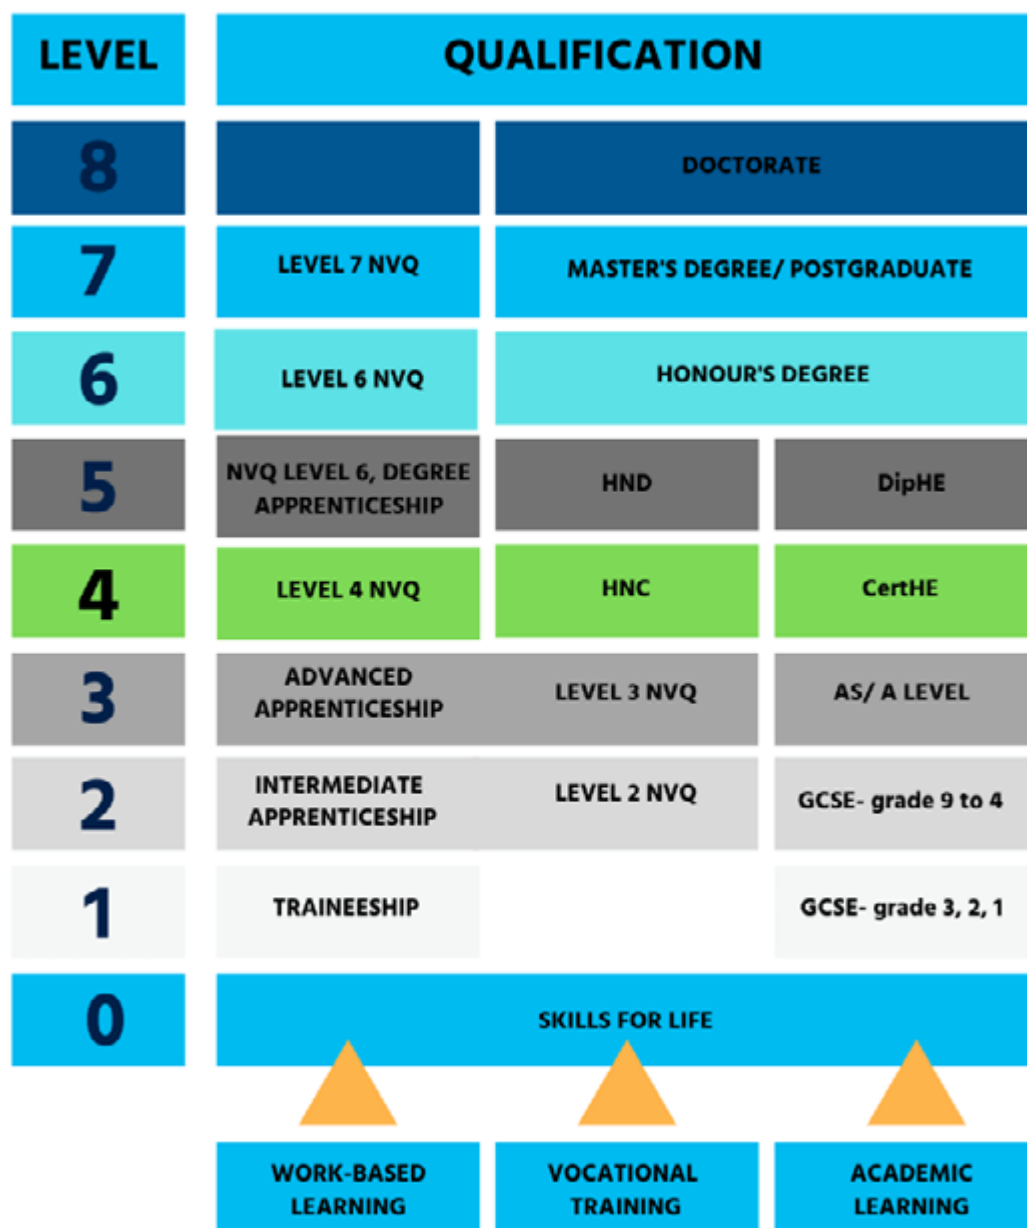 LEVEL
QUALIFICATION
8
DOCTORATE
7
LEVEL 7 NVQ
MASTER'S DEGREE/ POSTGRADUATE
6
LEVEL 6 NVQ
HONOUR'S DEGREE
5
NVQ LEVEL 6, DEGREE
APPRENTICESHIP
HND
DipHE
4
LEVEL 4 NVQ
HNC
CertHE
3
ADVANCED
APPRENTICESHIP
LEVEL 3 NVQ
AS/ A LEVEL
2
INTERMEDIATE
APPRENTICESHIP
LEVEL 2 NVQ
GCSE- grade 9 to 4
1
TRAINEESHIP
GCSE- grade 3, 2, 1
0
SKILLS FOR LIFE
WORK-BASED
LEARNING
VOCATIONAL
TRAINING
ACADEMIC
LEARNING